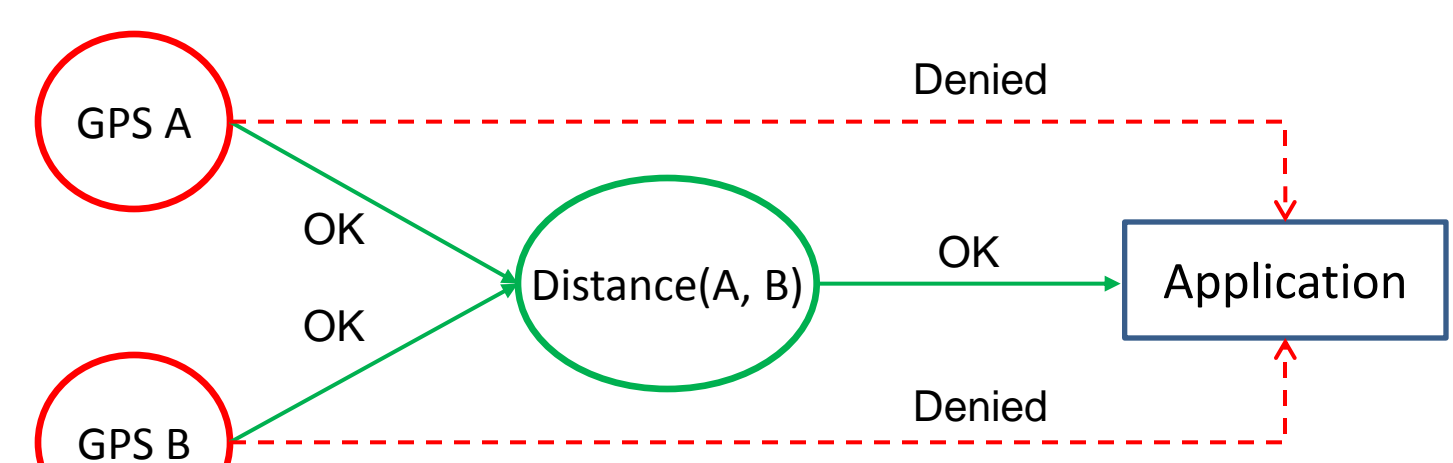 Denied
GPS A
OK
OK
Distance(A, B)
Application
OK
Denied
GPS B